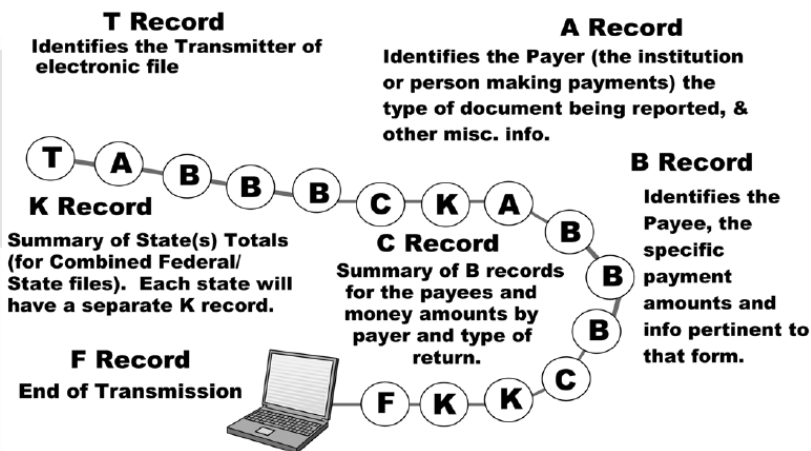 T Record
Identifies the Transmitter of
electronic file
A Record
Identifies the Payer (the institution
or person making payments) the
type of document being reported, &
other misc. info.
T A B B B C K A B B B C K K F
K Record
Summary of State(s) Totals
(for Combined Federal/
State files). Each state will
have a separate K record.
C Record
Summary of B records
for the payees and
money amounts by
payer and type of
return.
B Record
Identifies the
Payee, the
specific
payment
amounts and
info pertinent to
that form.
F Record
End of Transmission